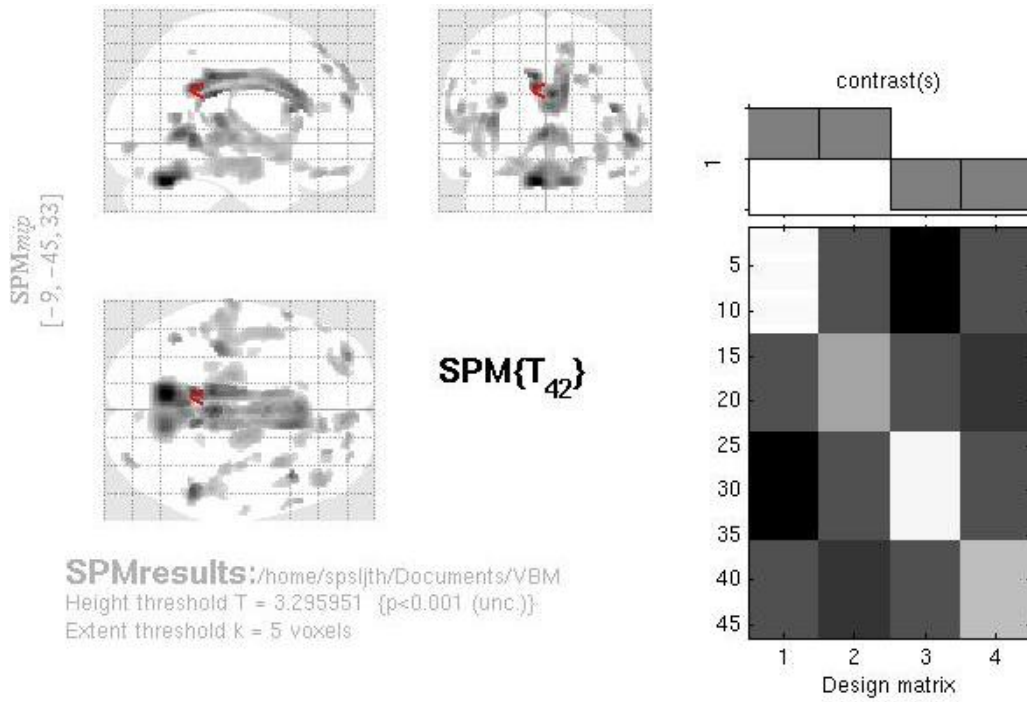 SPMmip
[-9, -45, 33]
SPM{T42}
SPMresults:/home/spsljth/Documents/VBM
Height threshold T = 3.295951 {p<0.001 (unc.)}
Extent threshold k = 5 voxels
contrast(s)
1
5
10
15
20
25
30
35
40
45
1 2 3 4
Design matrix